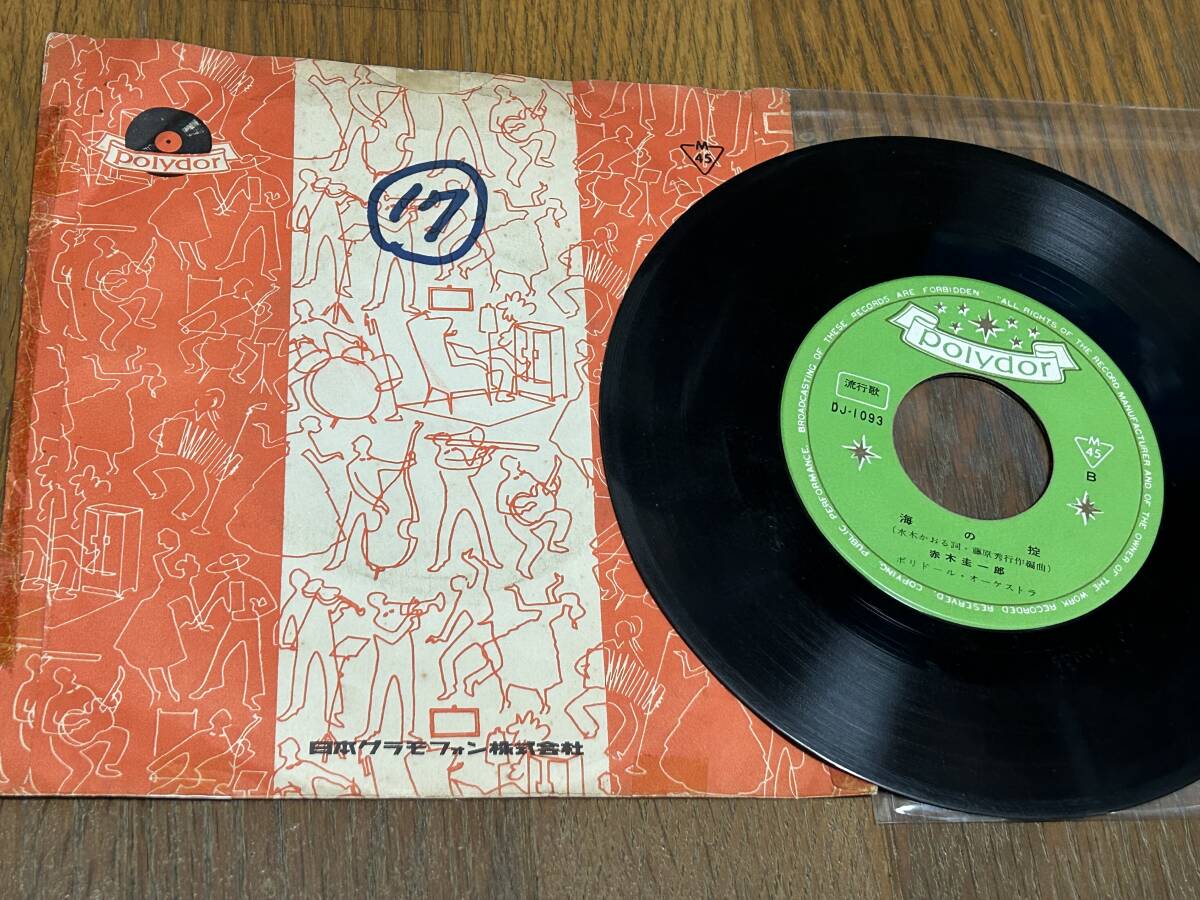 polydor
M
45
17
日本グラモフォン株式会社
BROADCASTING OF THESE RECORDS ARE FORBIDDEN "ALL RIGHTS OF THE RECORD MANUFACTURER AND OF THE OWNER OF THE WORK RECORDED RESERVED. COPYING, PUBLIC PERFORMANCE
polydor
流行歌
DJ-1093
M
45
B
海の掟
(水木かおる詞・藤原秀行作編曲)
赤木圭一郎
ポリドール・オーケストラ